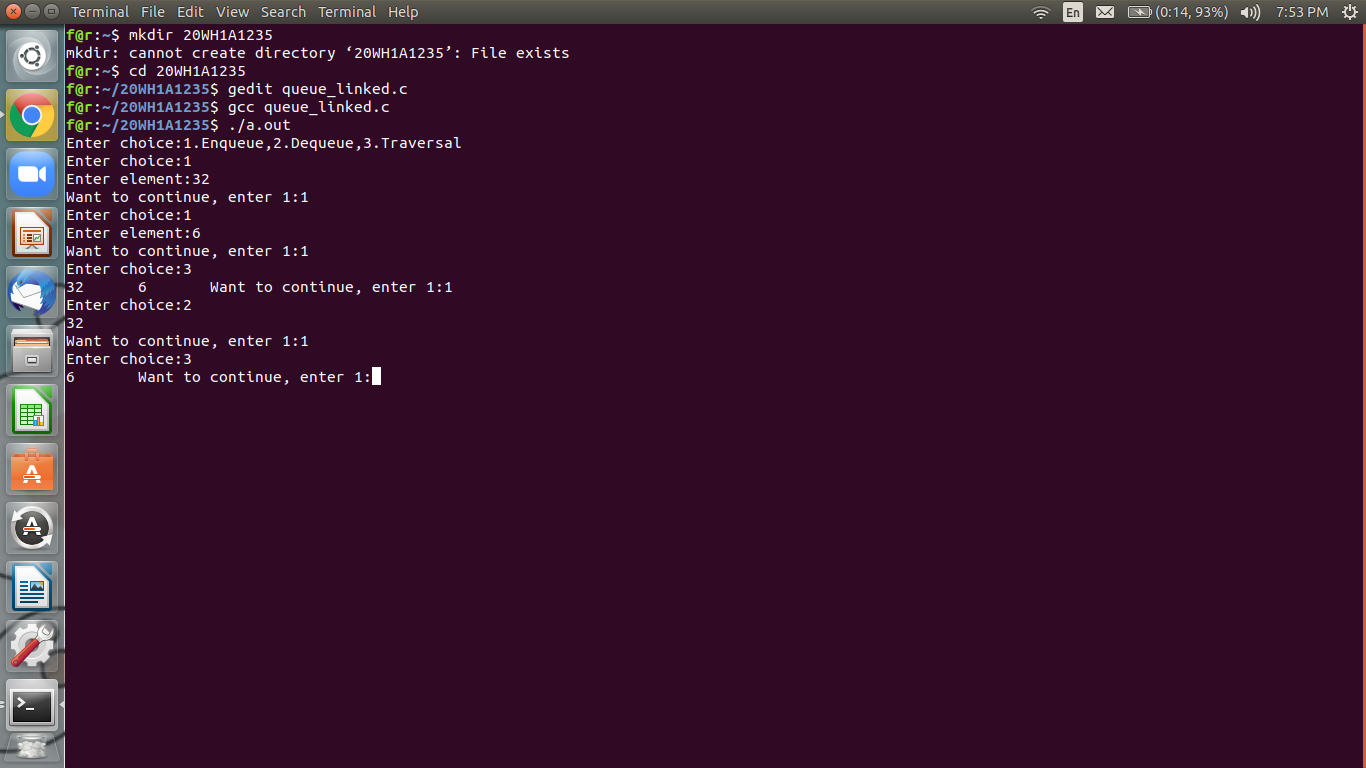 Terminal File Edit View Search Terminal Help En (0:14, 93%) 7:53 PM
f@r:~$ mkdir 20WH1A1235
mkdir: cannot create directory ‘20WH1A1235’: File exists
f@r:~$ cd 20WH1A1235
f@r:~/20WH1A1235$ gedit queue_linked.c
f@r:~/20WH1A1235$ gcc queue_linked.c
f@r:~/20WH1A1235$ ./a.out
Enter choice:1.Enqueue,2.Dequeue,3.Traversal
Enter choice:1
Enter element:32
Want to continue, enter 1:1
Enter choice:1
Enter element:6
Want to continue, enter 1:1
Enter choice:3
32      6       Want to continue, enter 1:1
Enter choice:2
32
Want to continue, enter 1:1
Enter choice:3
6       Want to continue, enter 1: